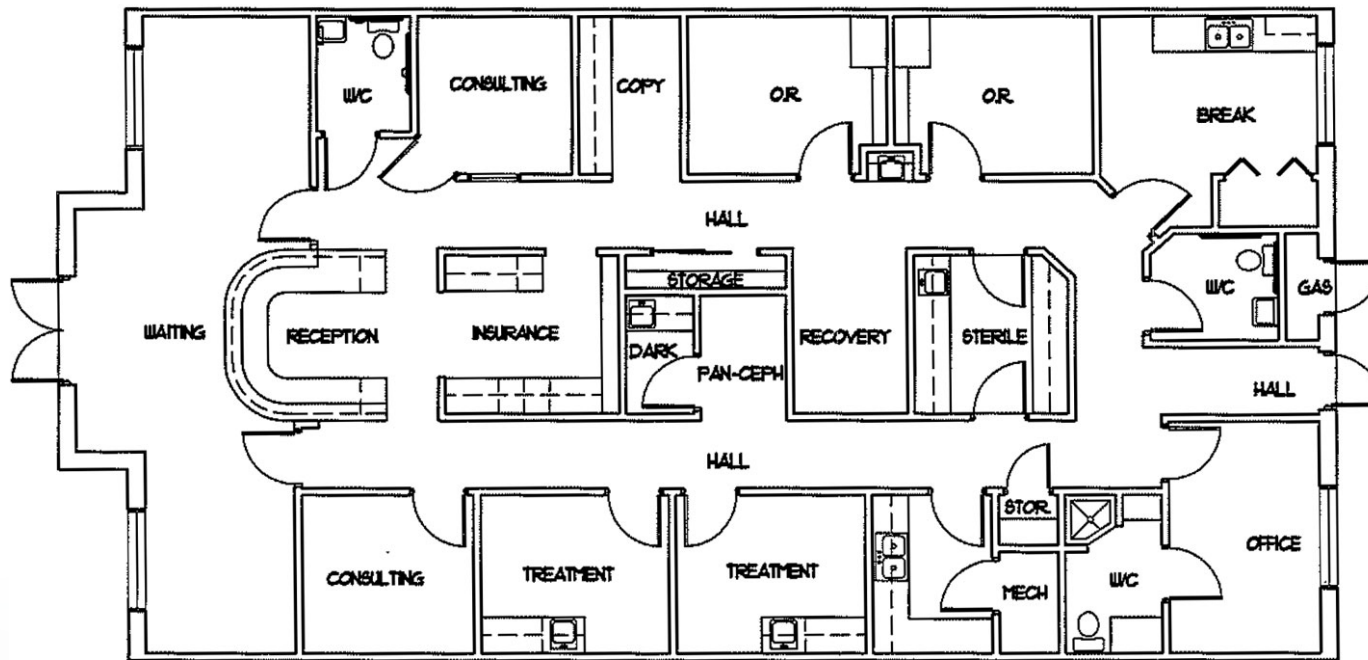 W/C
CONSULTING
COPY
O.R.
O.R.
BREAK
HALL
STORAGE
W/C
GAS
WAITING
RECEPTION
INSURANCE
DARK
PAN-CEPH
RECOVERY
STERILE
HALL
HALL
STOR.
CONSULTING
TREATMENT
TREATMENT
MECH
W/C
OFFICE